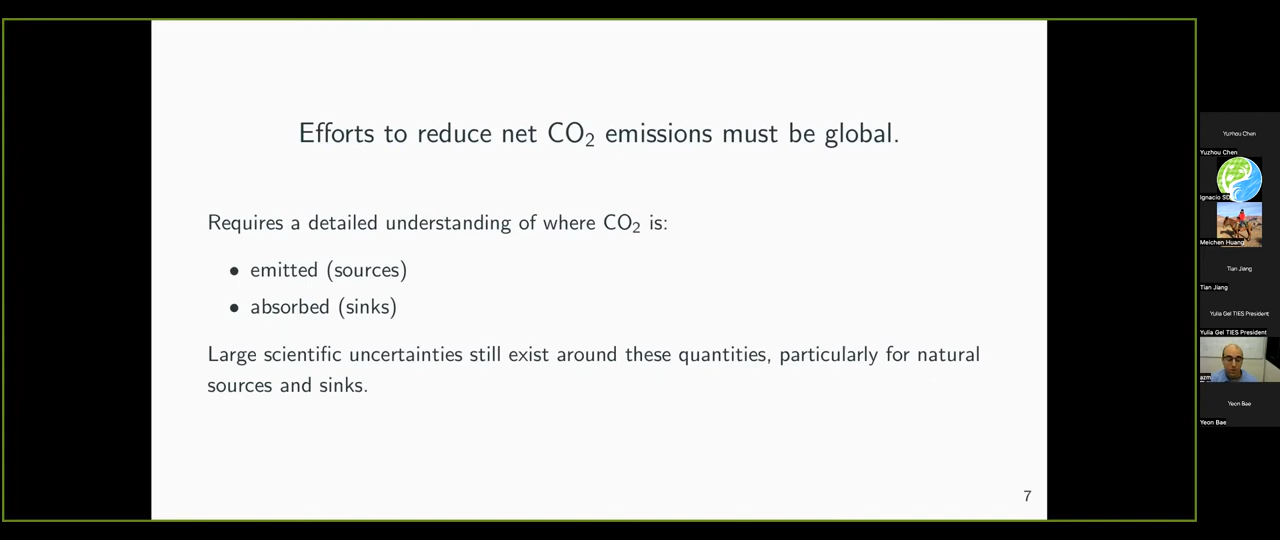 Efforts to reduce net CO₂ emissions must be global.
Requires a detailed understanding of where CO₂ is:
• emitted (sources)
• absorbed (sinks)
Large scientific uncertainties still exist around these quantities, particularly for natural
sources and sinks.
7
Yuzhou Chen
Yuzhou Chen
Ignacio SD
Meichen Huang
Tian Jiang
Tian Jiang
Yulia Gel TIES President
Yulia Gel TIES President
azm
Yeon Bae
Yeon Bae